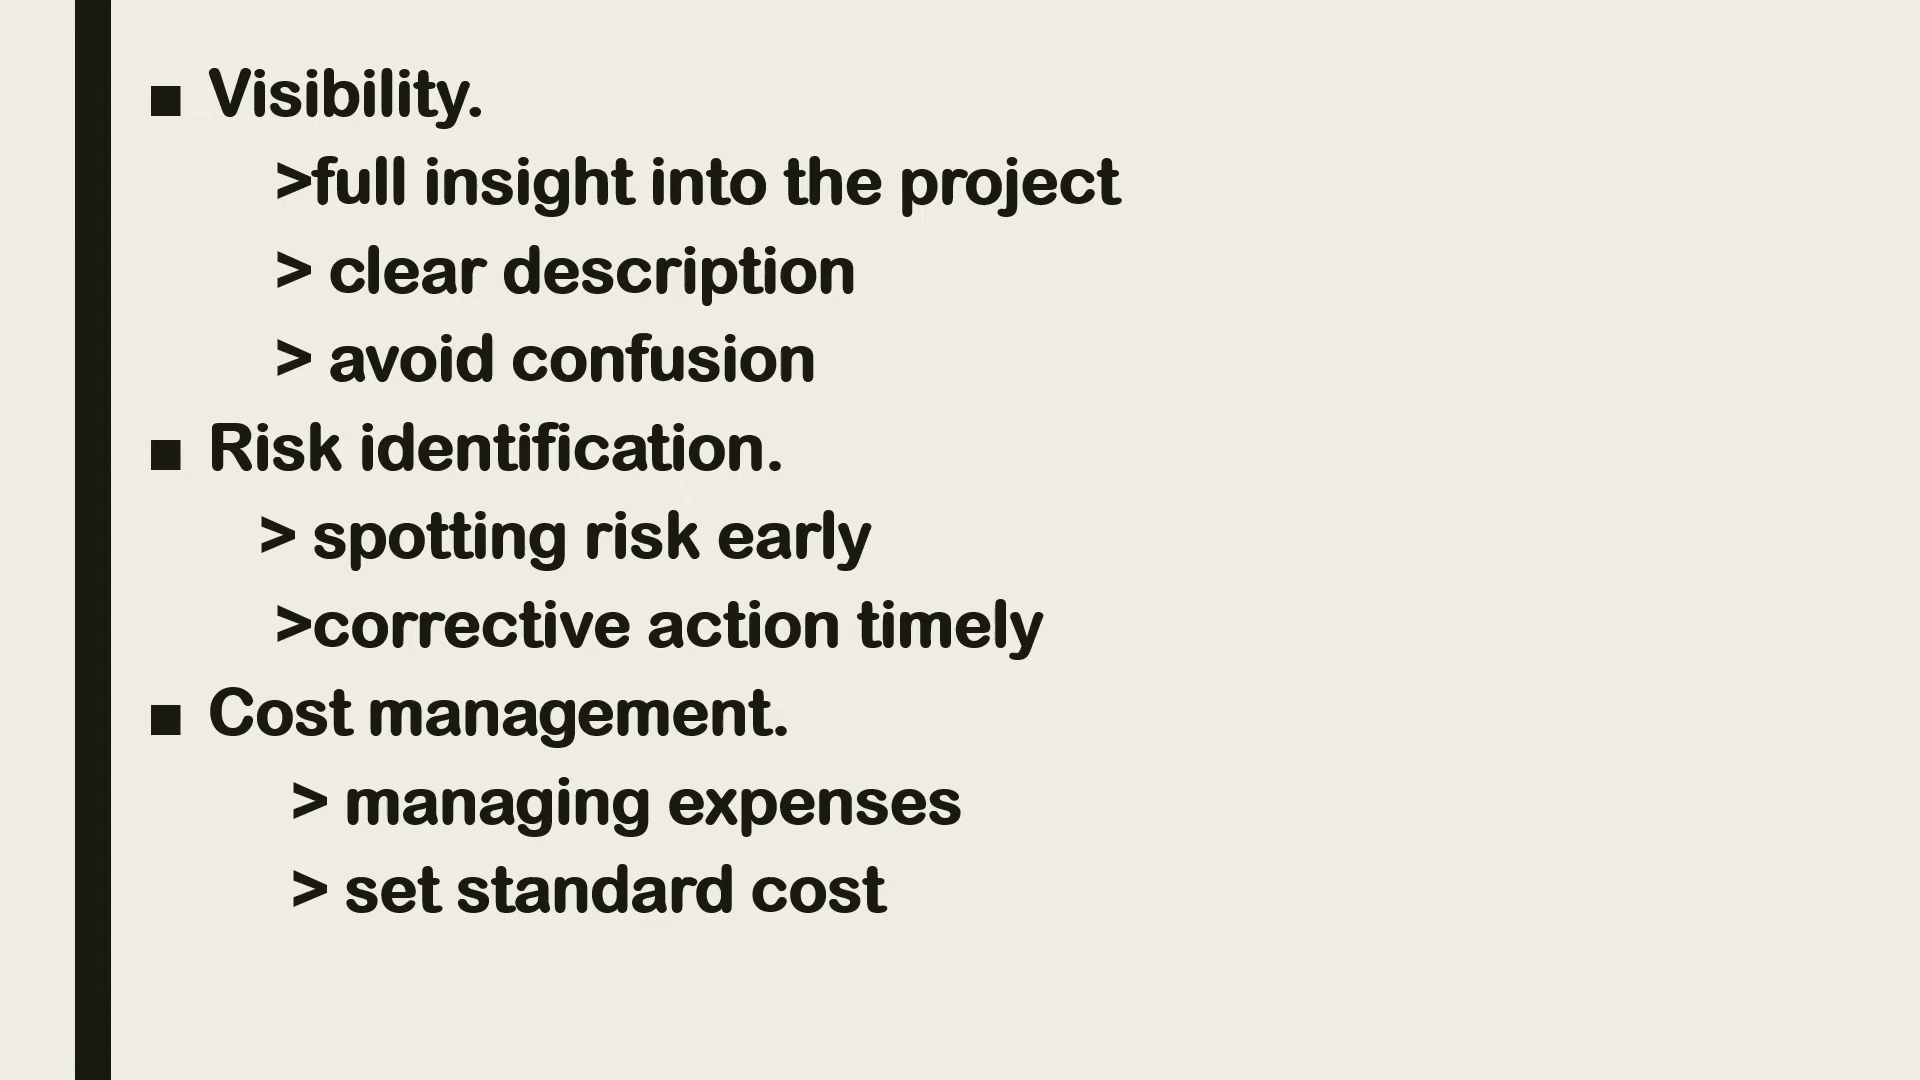 ■ Visibility.
>full insight into the project
> clear description
> avoid confusion
■ Risk identification.
> spotting risk early
>corrective action timely
■ Cost management.
> managing expenses
> set standard cost